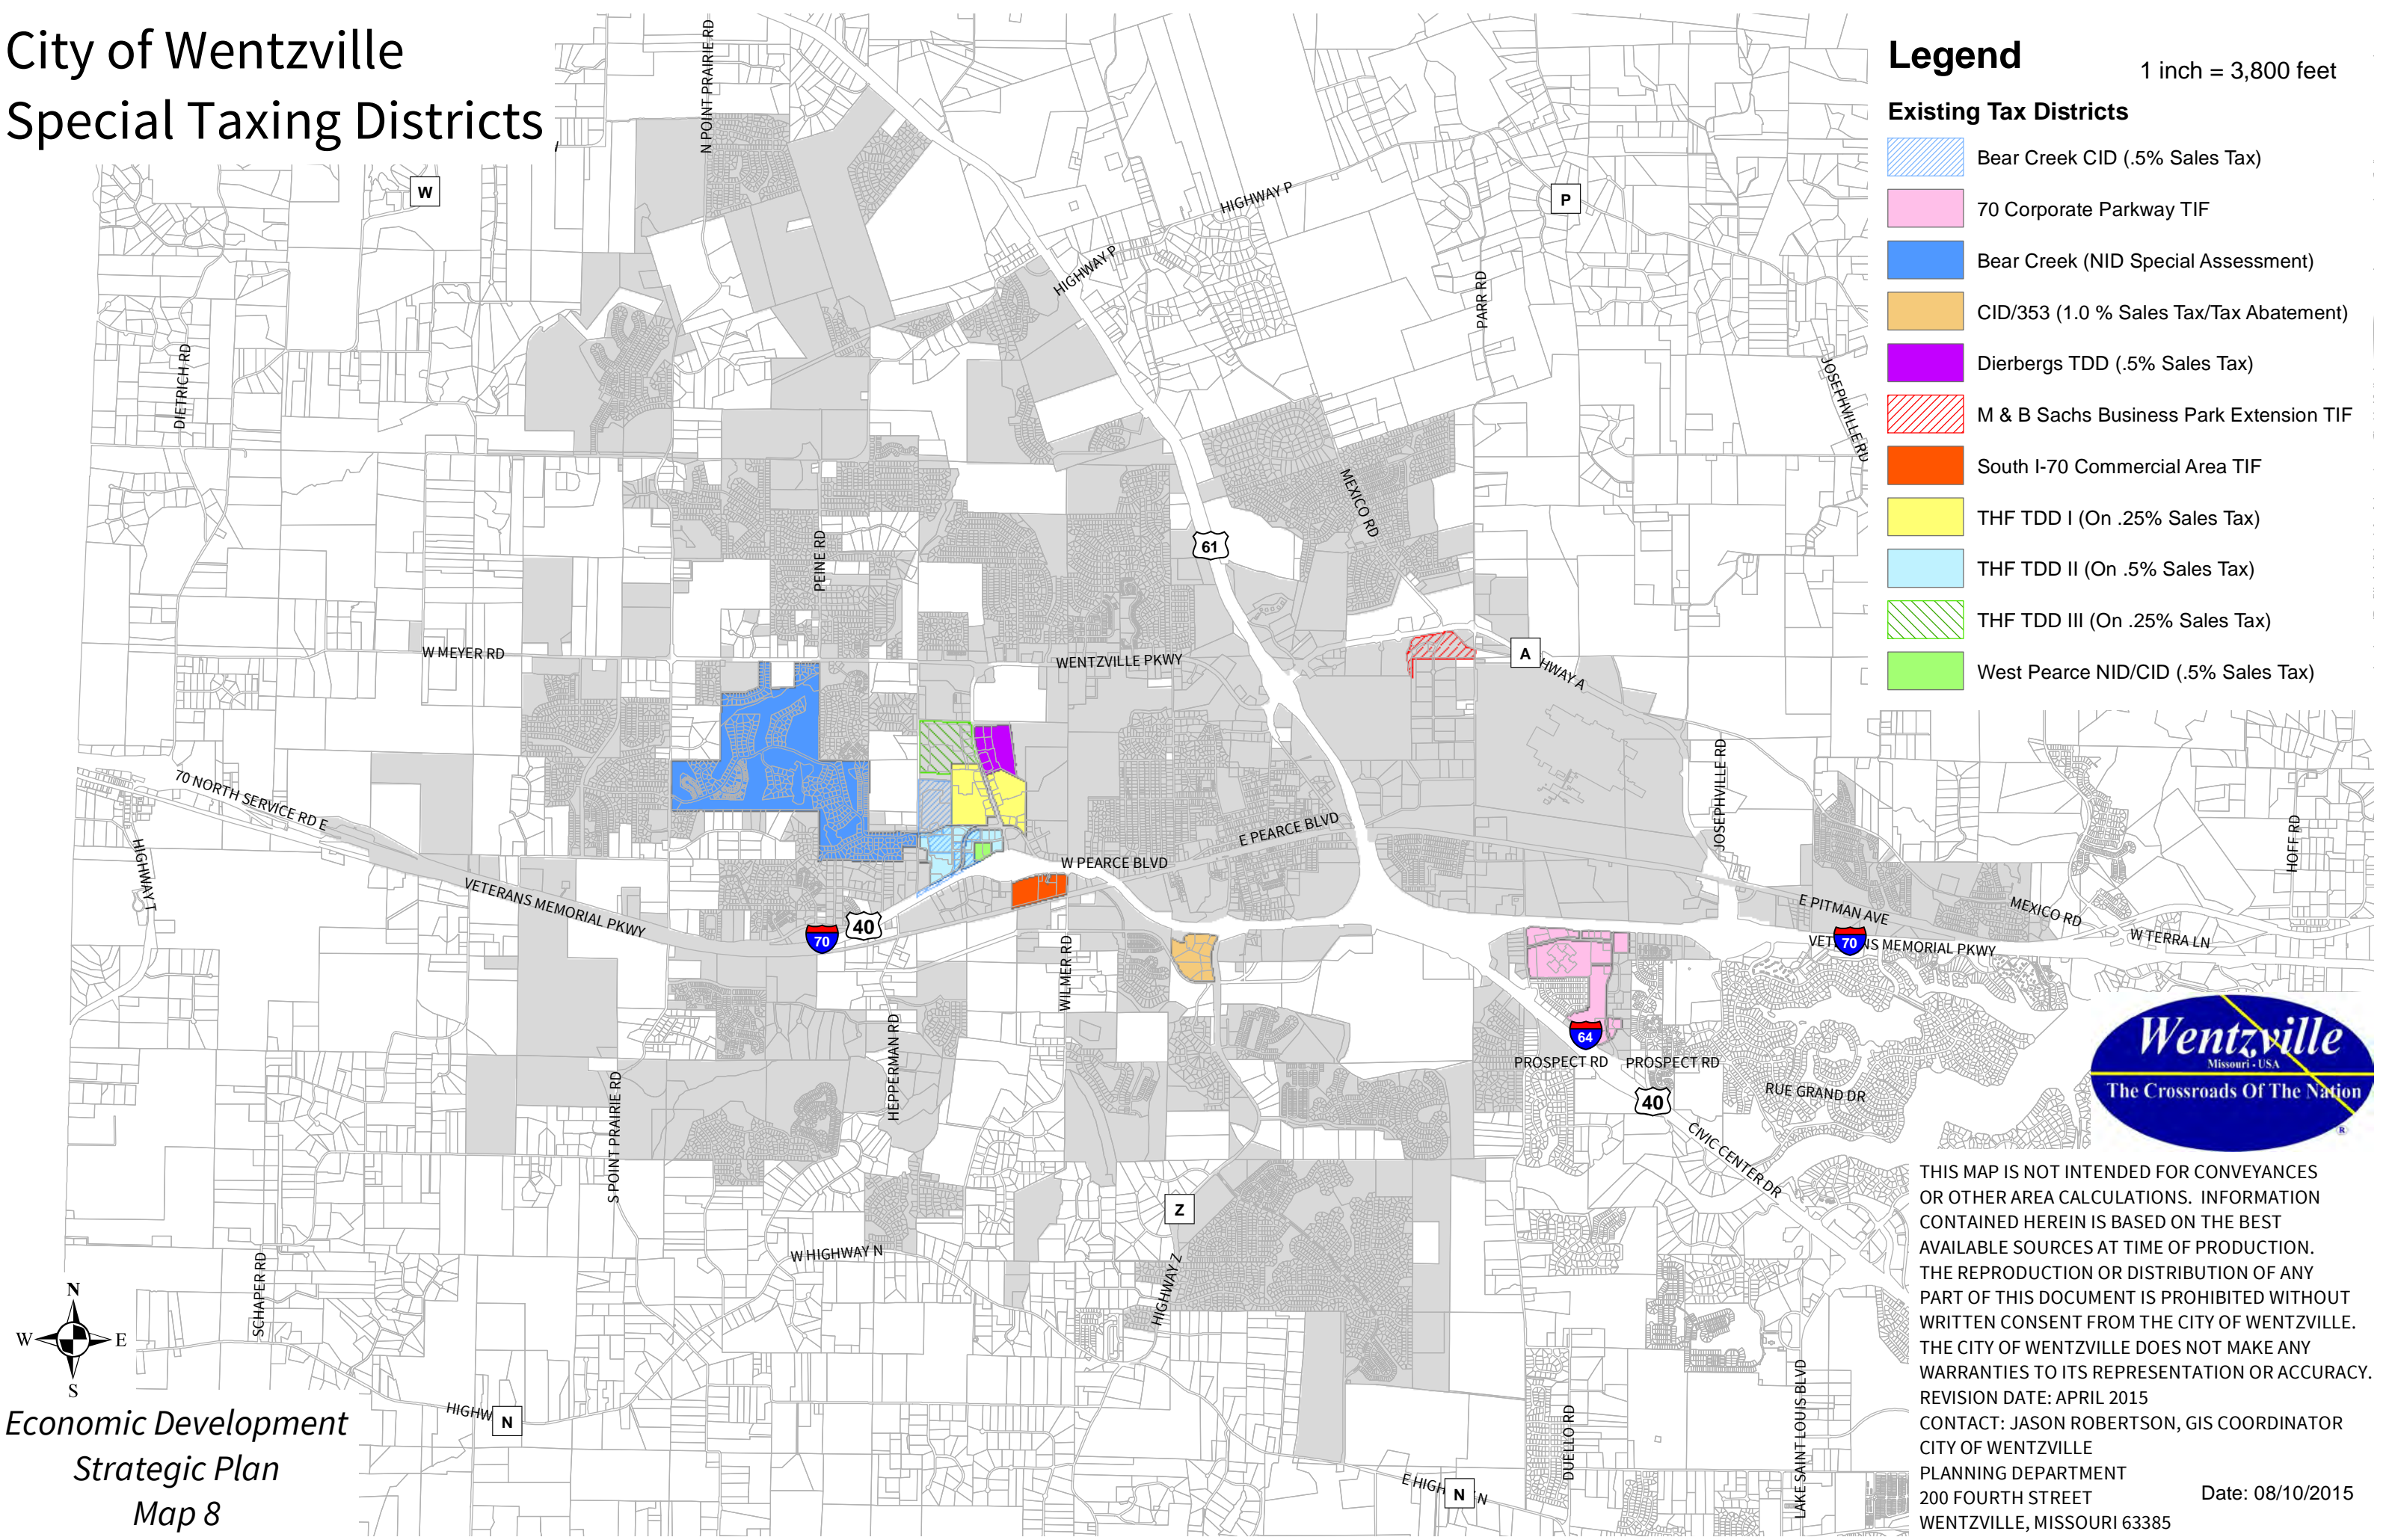 City of Wentzville
Special Taxing Districts
Legend
1 inch = 3,800 feet
Existing Tax Districts
Bear Creek CID (.5% Sales Tax)
70 Corporate Parkway TIF
Bear Creek (NID Special Assessment)
CID/353 (1.0 % Sales Tax/Tax Abatement)
Dierbergs TDD (.5% Sales Tax)
M & B Sachs Business Park Extension TIF
South I-70 Commercial Area TIF
THF TDD I (On .25% Sales Tax)
THF TDD II (On .5% Sales Tax)
THF TDD III (On .25% Sales Tax)
West Pearce NID/CID (.5% Sales Tax)
N POINT PRAIRIE RD
W
HIGHWAY P
P
HIGHWAY P
PARR RD
DIETRICH RD
JOSEPHVILLE RD
MEXICO RD
61
PEINE RD
W MEYER RD
WENTZVILLE PKWY
A
HWAY A
70 NORTH SERVICE RD E
JOSEPHVILLE RD
HIGHWAY T
E PEARCE BLVD
W PEARCE BLVD
HOFF RD
VETERANS MEMORIAL PKWY
40
70
E PITMAN AVE
MEXICO RD
W TERRA LN
70
VETE
NS MEMORIAL PKWY
WILMER RD
HEPPERMAN RD
64
PROSPECT RD
PROSPECT RD
40
RUE GRAND DR
S POINT PRAIRIE RD
CIVIC CENTER DR
Z
W HIGHWAY N
HIGHWAY Z
SCHAPER RD
HIGHW
N
DUELLO RD
LAKE SAINT LOUIS BLVD
E HIGH
N
N
Wentzville
Missouri - USA
The Crossroads Of The Nation
®
THIS MAP IS NOT INTENDED FOR CONVEYANCES
OR OTHER AREA CALCULATIONS. INFORMATION
CONTAINED HEREIN IS BASED ON THE BEST
AVAILABLE SOURCES AT TIME OF PRODUCTION.
THE REPRODUCTION OR DISTRIBUTION OF ANY
PART OF THIS DOCUMENT IS PROHIBITED WITHOUT
WRITTEN CONSENT FROM THE CITY OF WENTZVILLE.
THE CITY OF WENTZVILLE DOES NOT MAKE ANY
WARRANTIES TO ITS REPRESENTATION OR ACCURACY.
REVISION DATE: APRIL 2015
CONTACT: JASON ROBERTSON, GIS COORDINATOR
CITY OF WENTZVILLE
PLANNING DEPARTMENT
200 FOURTH STREET
WENTZVILLE, MISSOURI 63385
Date: 08/10/2015
N
W
E
S
Economic Development
Strategic Plan
Map 8